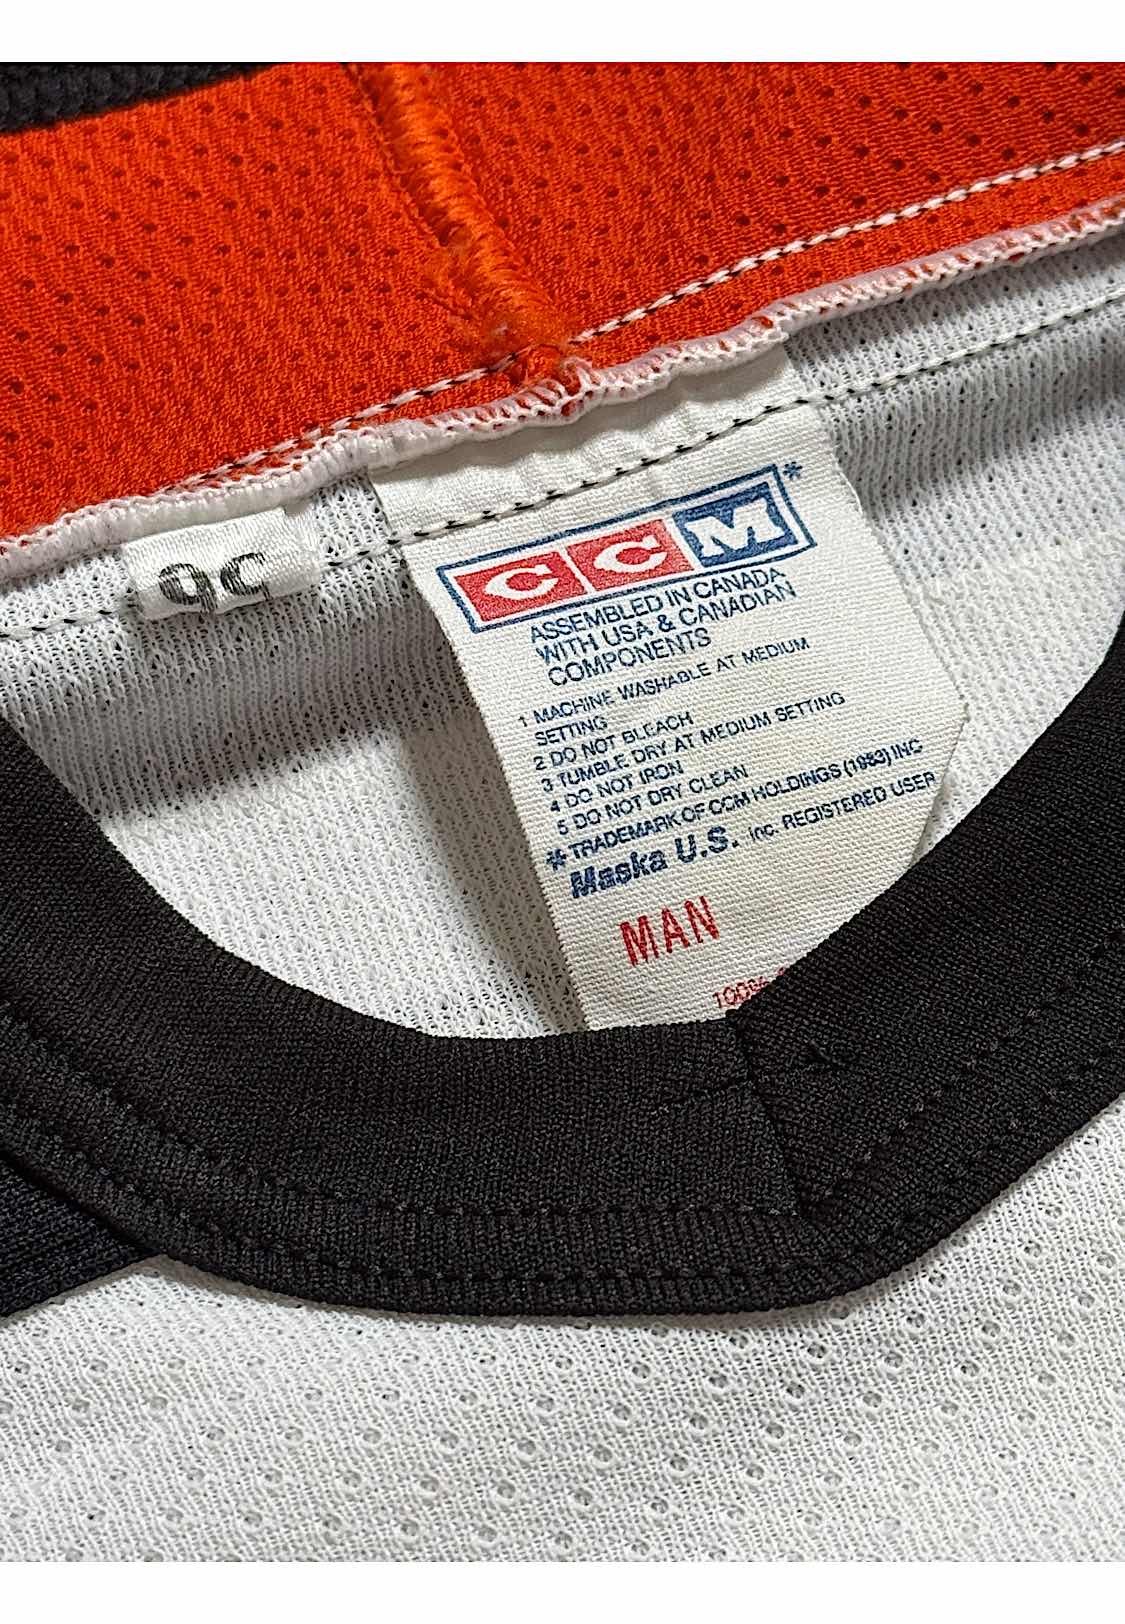 CCM*
ASSEMBLED IN CANADA
WITH USA & CANADIAN
COMPONENTS
1 MACHINE WASHABLE AT MEDIUM
SETTING
2 DO NOT BLEACH
3 TUMBLE DRY AT MEDIUM SETTING
4 DO NOT IRON
5 DO NOT DRY CLEAN
* TRADEMARK OF CCM HOLDINGS (1983) INC
Maska U.S. Inc. REGISTERED USER
MAN